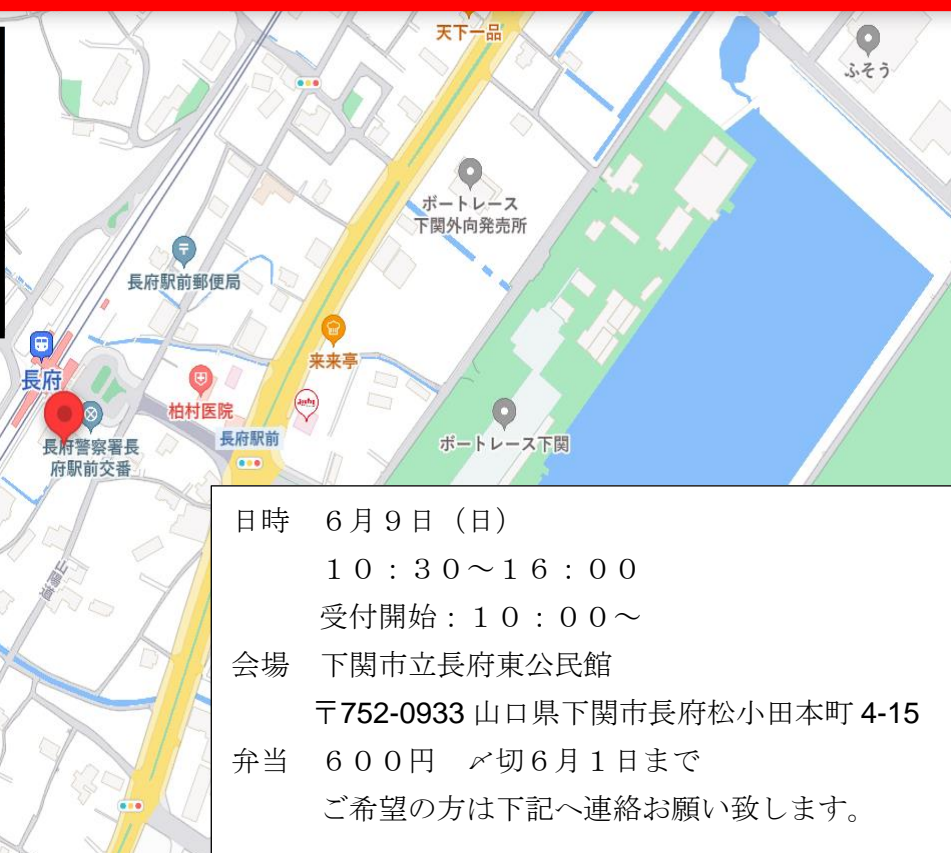 天下一品
ふそう
ボートレース
下関外向発売所
長府駅前郵便局
来来亭
長府
柏村医院
長府駅前
長府警察署長
府駅前交番
ボートレース下関
山陽道
日時　６月９日（日）
１０：３０～１６：００
受付開始：１０：００～
会場　下関市立長府東公民館
〒752-0933 山口県下関市長府松小田本町 4-15
弁当　６００円　〆切６月１日まで
ご希望の方は下記へ連絡お願い致します。